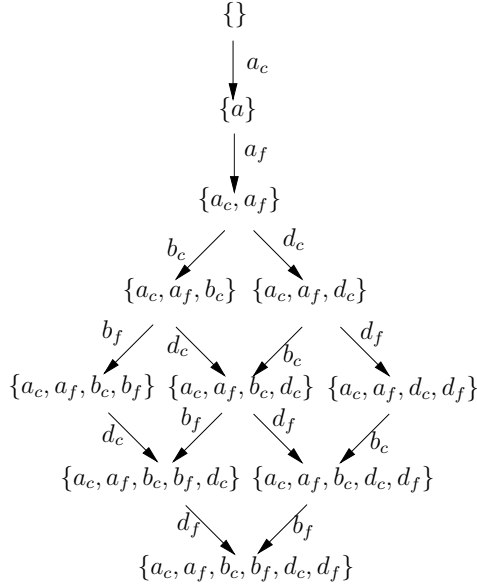 {}
a_c
{a}
a_f
{a_c, a_f}
b_c d_c
{a_c, a_f, b_c} {a_c, a_f, d_c}
b_f d_c b_c d_f
{a_c, a_f, b_c, b_f} {a_c, a_f, b_c, d_c} {a_c, a_f, d_c, d_f}
d_c b_f d_f b_c
{a_c, a_f, b_c, b_f, d_c} {a_c, a_f, b_c, d_c, d_f}
d_f b_f
{a_c, a_f, b_c, b_f, d_c, d_f}